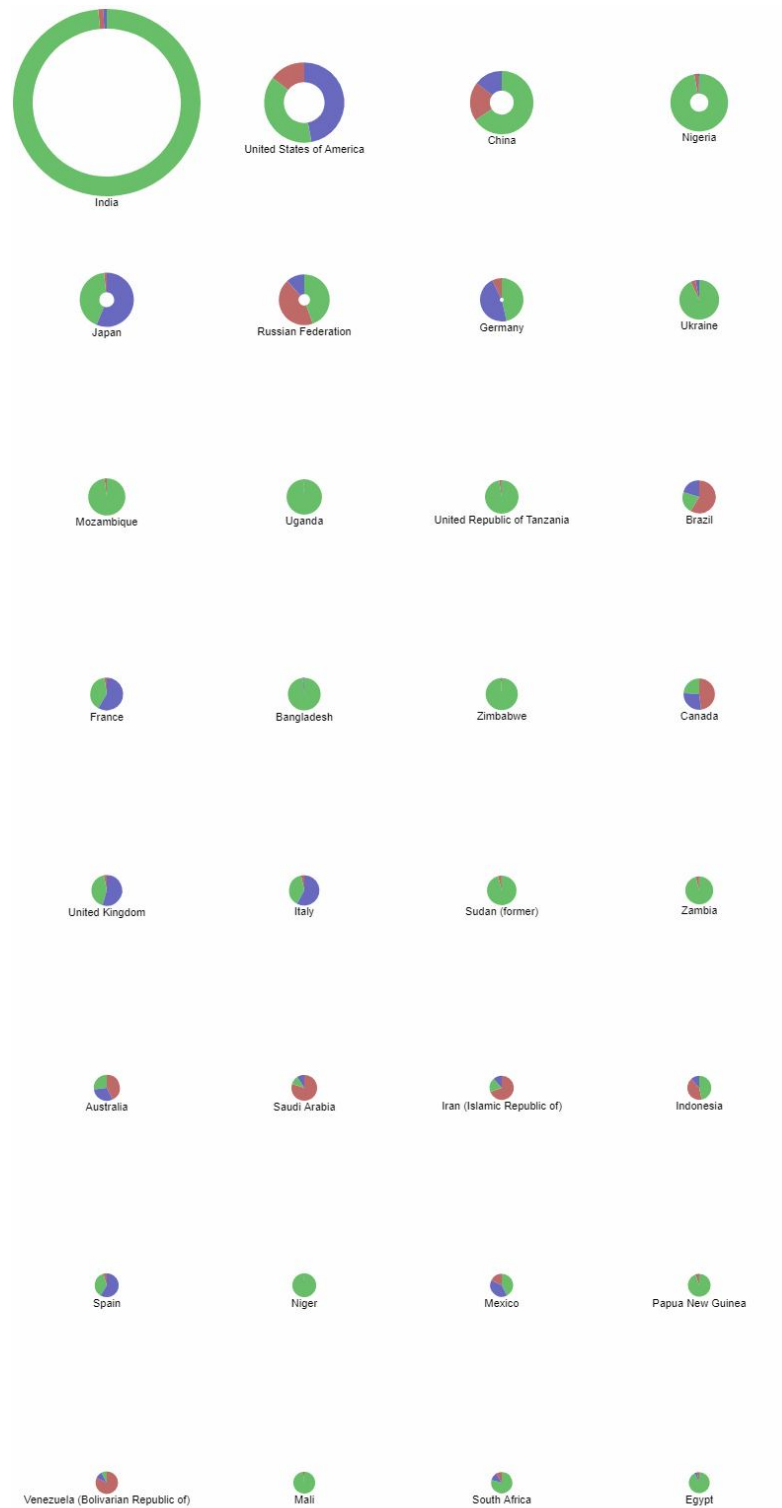 India
United States of America
China
Nigeria
Japan
Russian Federation
Germany
Ukraine
Mozambique
Uganda
United Republic of Tanzania
Brazil
France
Bangladesh
Zimbabwe
Canada
United Kingdom
Italy
Sudan (former)
Zambia
Australia
Saudi Arabia
Iran (Islamic Republic of)
Indonesia
Spain
Niger
Mexico
Papua New Guinea
Venezuela (Bolivarian Republic of)
Mali
South Africa
Egypt